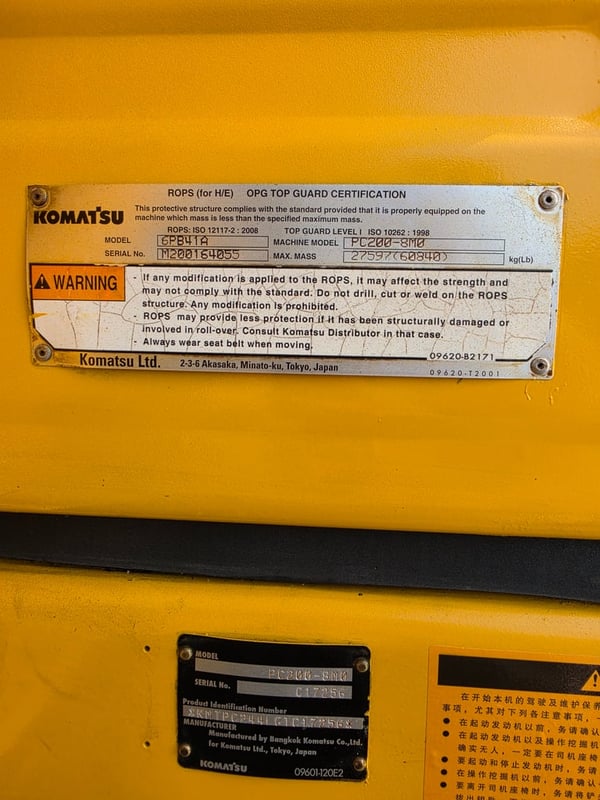 KOMATSU
ROPS (for H/E) OPG TOP GUARD CERTIFICATION
This protective structure complies with the standard provided that it is properly equipped on the
machine which mass is less than the specified maximum mass.
ROPS: ISO 12117-2 : 2008 TOP GUARD LEVEL I ISO 10262 : 1998
MODEL 6PB41A MACHINE MODEL PC200-8M0
SERIAL No. M200164055 MAX. MASS 27597(60840) kg(Lb)
WARNING
- If any modification is applied to the ROPS, it may affect the strength and
may not comply with the standard. Do not drill, cut or weld on the ROPS
structure. Any modification is prohibited.
- ROPS may provide less protection if it has been structurally damaged or
involved in roll-over. Consult Komatsu Distributor in that case.
- Always wear seat belt when moving.
09620-B2171
Komatsu Ltd. 2-3-6 Akasaka, Minato-ku, Tokyo, Japan
09620-T2001
MODEL PC200-8M0
SERIAL No. C17256
Product Identification Number
MANUFACTURER
Manufactured by Bangkok Komatsu Co.,Ltd.
for Komatsu Ltd., Tokyo, Japan
KOMATSU 09601-120E2
在开始本机的驾驶及维护保养
事项，尤其对下列各注意事项，
● 在起动发动机以前，务请确认
● 在起动发动机以及操作挖掘机
确实无人，一定要在司机座椅
● 要起动和停止发动机时，务请
● 在操作挖掘机以前，务请确认
● 要离开司机座椅时，务请将铲